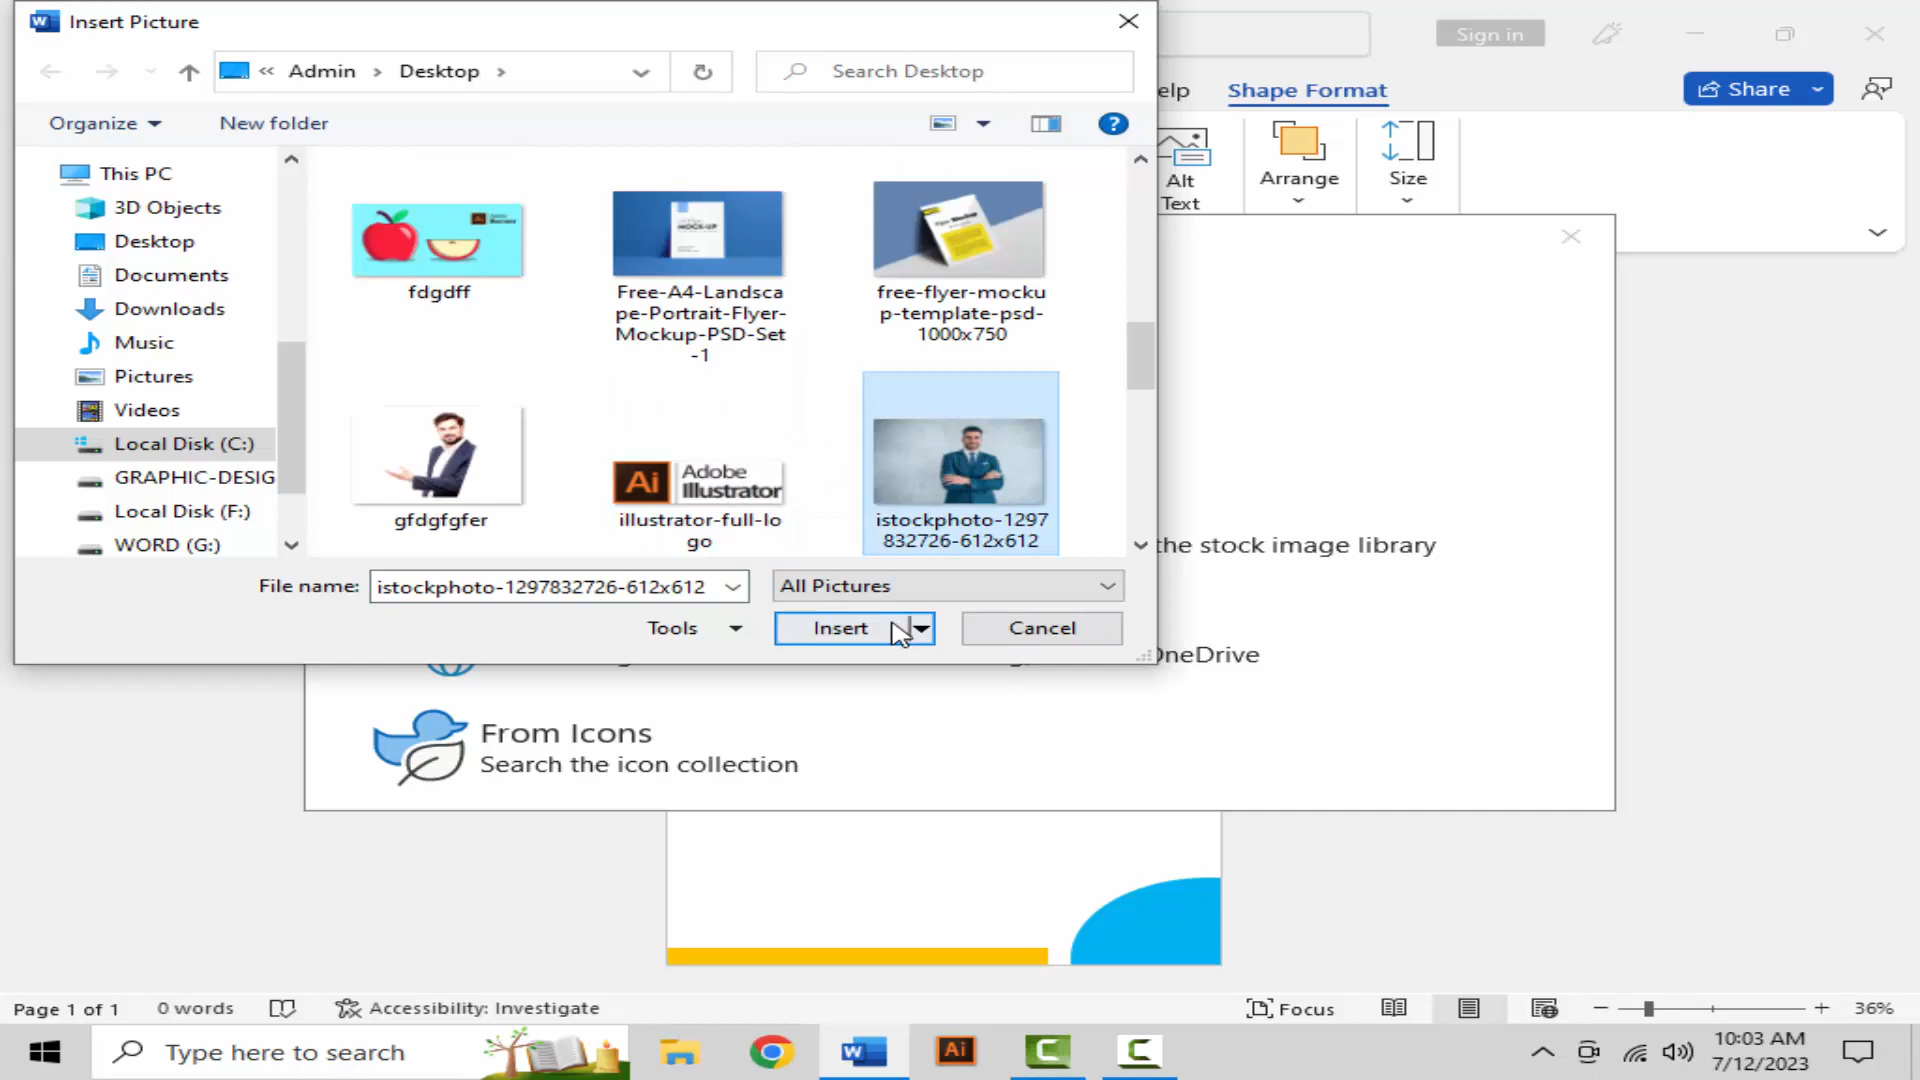 Insert Picture
Admin
Desktop
Search Desktop
Organize
New folder
This PC
3D Objects
Desktop
Documents
Downloads
Music
Pictures
Videos
Local Disk (C:)
GRAPHIC-DESIG
Local Disk (F:)
WORD (G:)
fdgdff
Free-A4-Landsca
pe-Portrait-Flyer-
Mockup-PSD-Set
-1
free-flyer-mocku
p-template-psd-
1000x750
gfdgfgfer
Ai Adobe
Illustrator
illustrator-full-lo
go
istockphoto-1297
832726-612x612
File name:
istockphoto-1297832726-612x612
All Pictures
Tools
Insert
Cancel
Sign in
elp
Shape Format
Share
Alt
Text
Arrange
Size
the stock image library
OneDrive
From Icons
Search the icon collection
Page 1 of 1
0 words
Accessibility: Investigate
Focus
36%
Type here to search
Ai
10:03 AM
7/12/2023